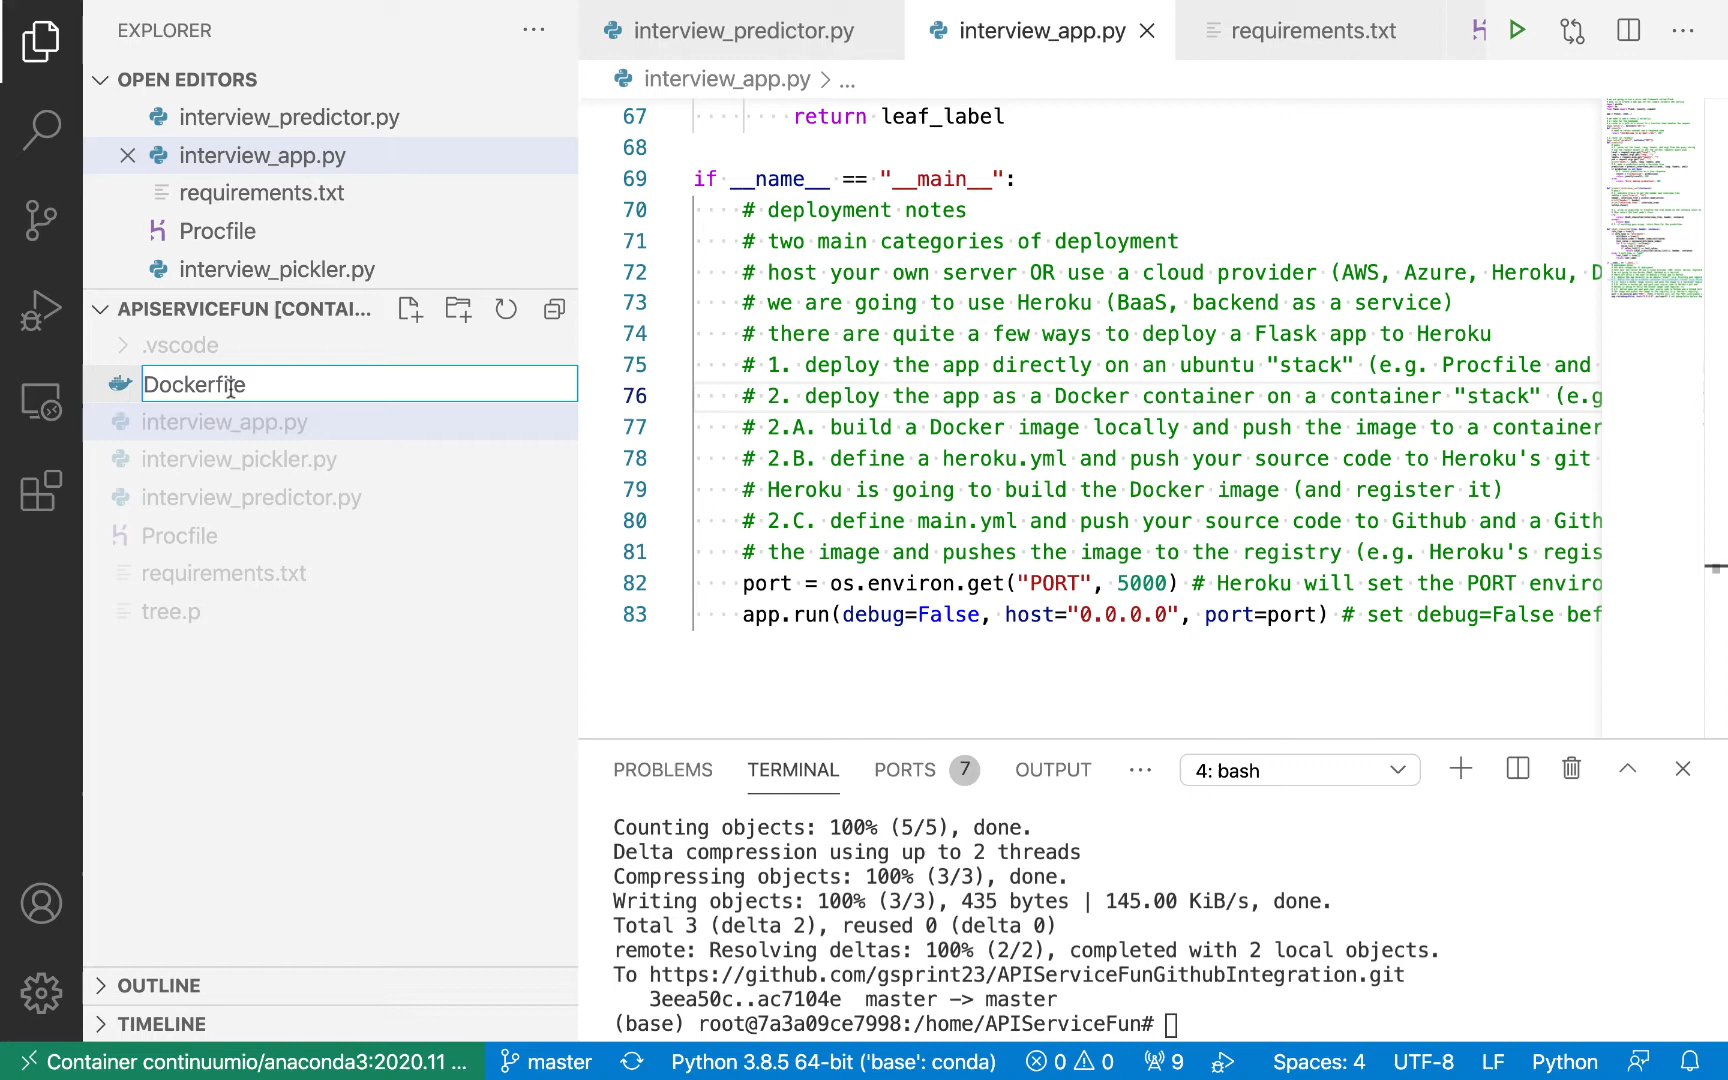 EXPLORER
OPEN EDITORS
interview_predictor.py
interview_app.py
requirements.txt
Procfile
interview_pickler.py
APISERVICEFUN [CONTAI...
.vscode
Dockerfile
interview_app.py
interview_pickler.py
interview_predictor.py
Procfile
requirements.txt
tree.p
OUTLINE
TIMELINE
interview_predictor.py
interview_app.py
requirements.txt
interview_app.py > ...
67 return leaf_label
68
69 if __name__ == "__main__":
70 # deployment notes
71 # two main categories of deployment
72 # host your own server OR use a cloud provider (AWS, Azure, Heroku, D
73 # we are going to use Heroku (BaaS, backend as a service)
74 # there are quite a few ways to deploy a Flask app to Heroku
75 # 1. deploy the app directly on an ubuntu "stack" (e.g. Procfile and
76 # 2. deploy the app as a Docker container on a container "stack" (e.g
77 # 2.A. build a Docker image locally and push the image to a container
78 # 2.B. define a heroku.yml and push your source code to Heroku's git
79 # Heroku is going to build the Docker image (and register it)
80 # 2.C. define main.yml and push your source code to Github and a Gith
81 # the image and pushes the image to the registry (e.g. Heroku's regis
82 port = os.environ.get("PORT", 5000) # Heroku will set the PORT enviro
83 app.run(debug=False, host="0.0.0.0", port=port) # set debug=False bef
PROBLEMS TERMINAL PORTS 7 OUTPUT ... 4: bash
Counting objects: 100% (5/5), done.
Delta compression using up to 2 threads
Compressing objects: 100% (3/3), done.
Writing objects: 100% (3/3), 435 bytes | 145.00 KiB/s, done.
Total 3 (delta 2), reused 0 (delta 0)
remote: Resolving deltas: 100% (2/2), completed with 2 local objects.
To https://github.com/gsprint23/APIServiceFunGithubIntegration.git
3eea50c..ac7104e master -> master
(base) root@7a3a09ce7998:/home/APIServiceFun#
Container continuumio/anaconda3:2020.11 ... master Python 3.8.5 64-bit ('base': conda) 0 0 9 Spaces: 4 UTF-8 LF Python